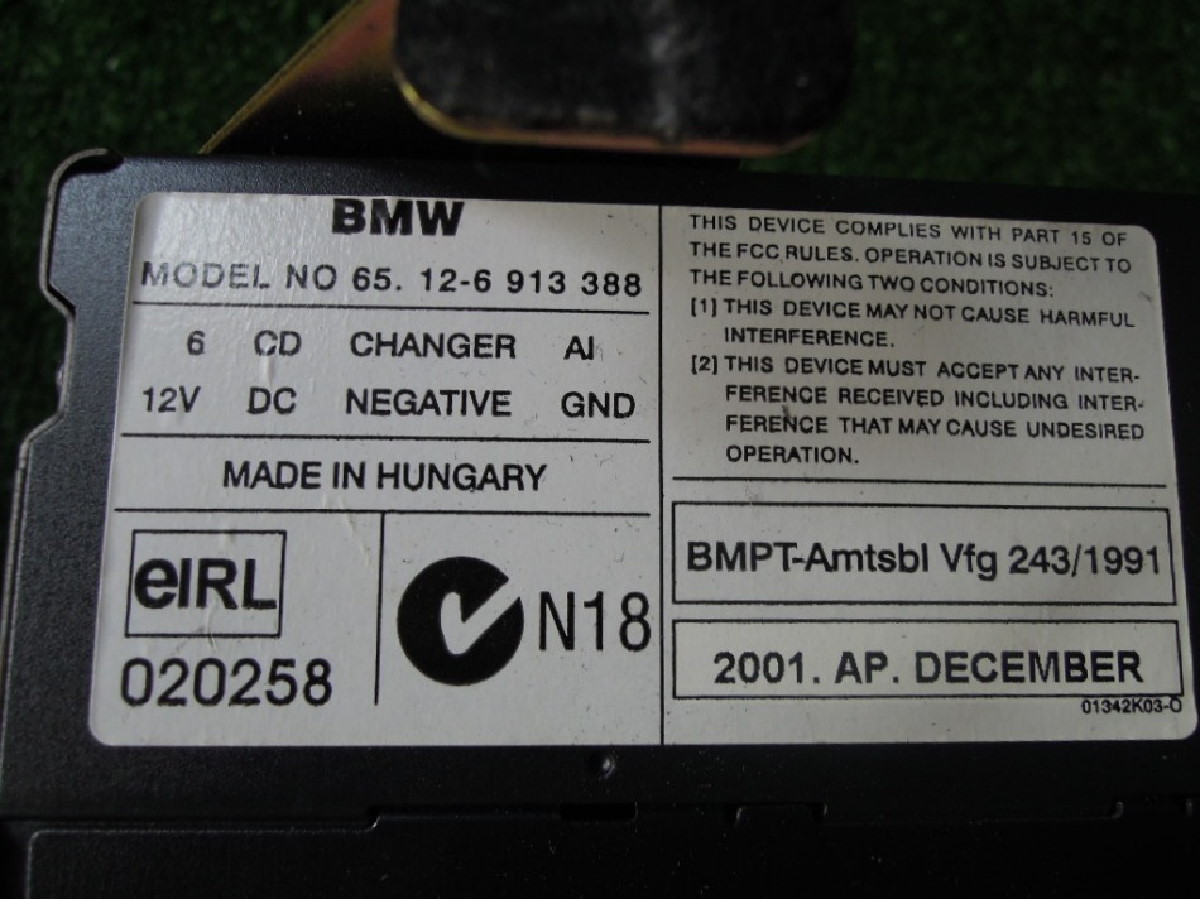 BMW
MODEL NO 65. 12-6 913 388
6 CD CHANGER AI
12V DC NEGATIVE GND
MADE IN HUNGARY
eIRL
020258
N18
THIS DEVICE COMPLIES WITH PART 15 OF
THE FCC RULES. OPERATION IS SUBJECT TO
THE FOLLOWING TWO CONDITIONS:
[1] THIS DEVICE MAY NOT CAUSE HARMFUL
INTERFERENCE.
[2] THIS DEVICE MUST ACCEPT ANY INTER-
FERENCE RECEIVED INCLUDING INTER-
FERENCE THAT MAY CAUSE UNDESIRED
OPERATION.
BMPT-Amtsbl Vfg 243/1991
2001. AP. DECEMBER
01342K03-O